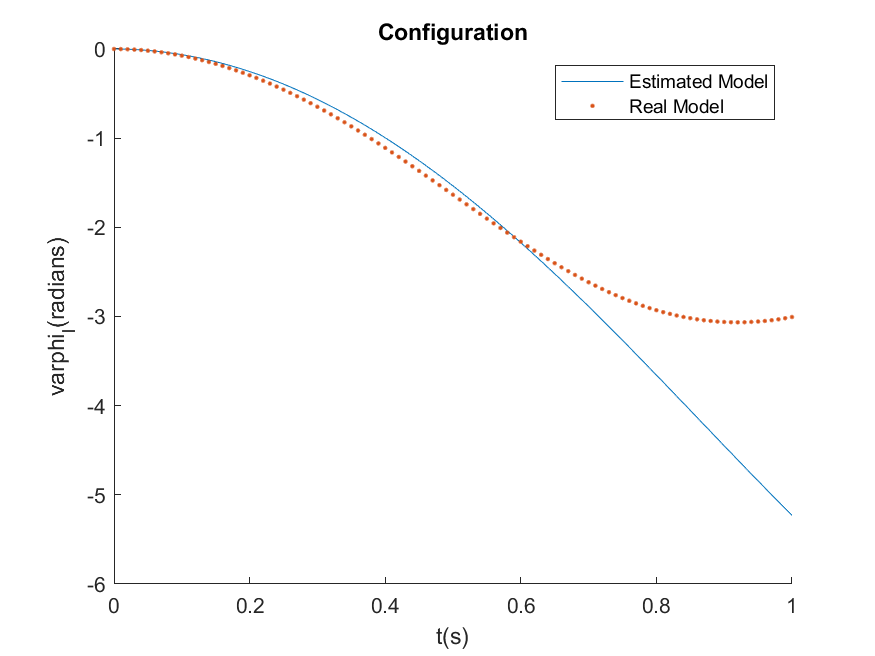 Configuration
Estimated Model
Real Model
0
-1
-2
-3
-4
-5
-6
varphi_l(radians)
0 0.2 0.4 0.6 0.8 1
t(s)